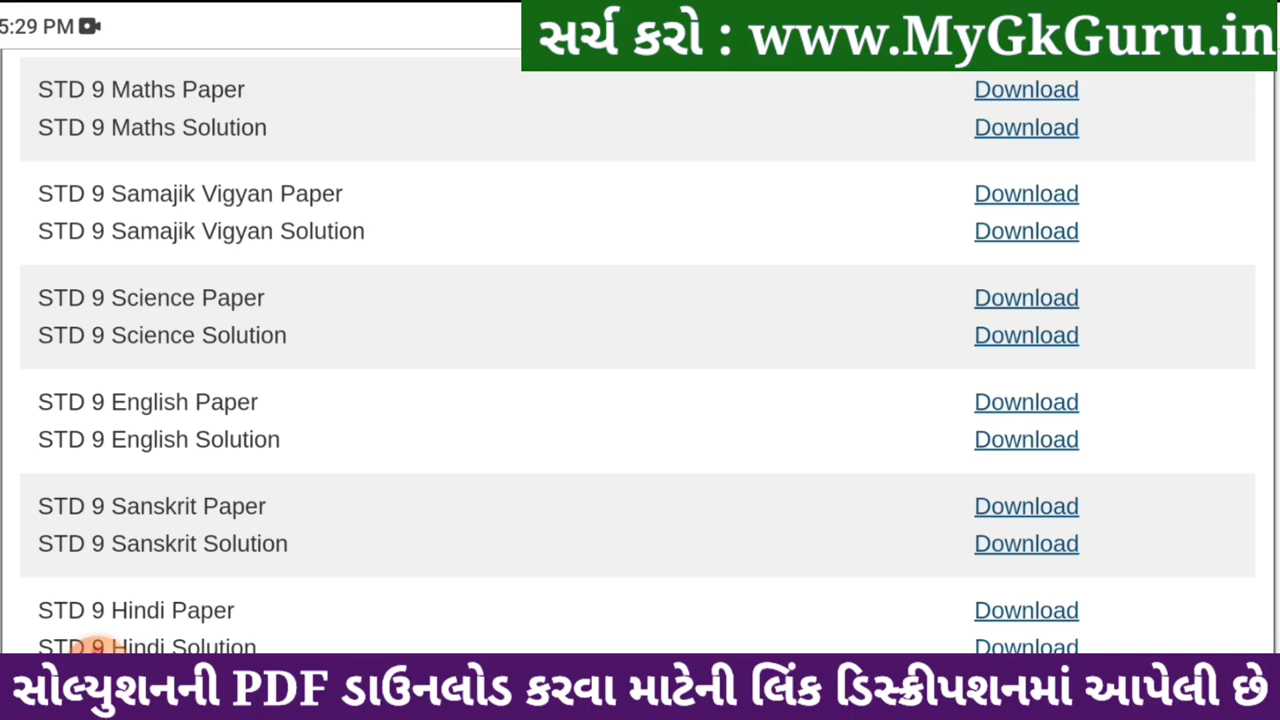 5:29 PM
સર્ચ કરો : www.MyGkGuru.in
STD 9 Maths Paper Download
STD 9 Maths Solution Download
STD 9 Samajik Vigyan Paper Download
STD 9 Samajik Vigyan Solution Download
STD 9 Science Paper Download
STD 9 Science Solution Download
STD 9 English Paper Download
STD 9 English Solution Download
STD 9 Sanskrit Paper Download
STD 9 Sanskrit Solution Download
STD 9 Hindi Paper Download
STD 9 Hindi Solution Download
સોલ્યુશનની PDF ડાઉનલોડ કરવા માટેની લિંક ડિસ્ક્રીપશનમાં આપેલી છે